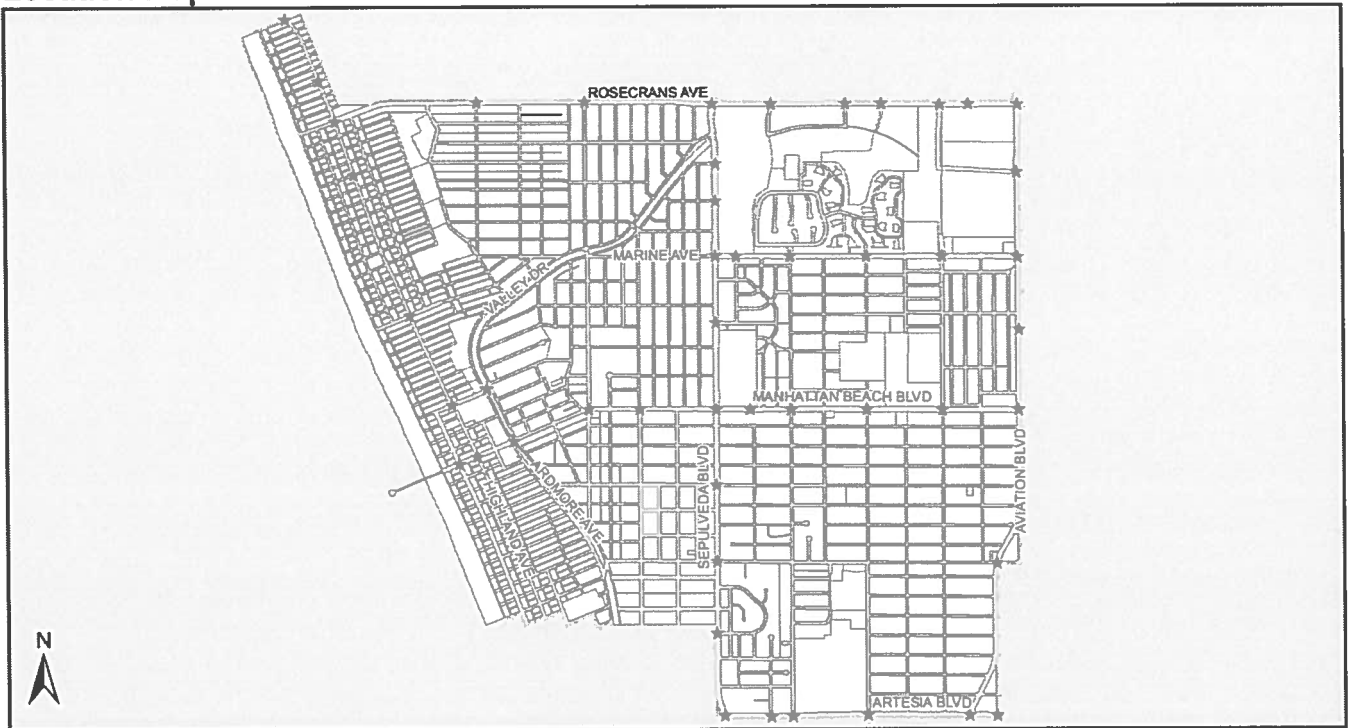 ROSECRANS AVE
MARINE AVE
VALLEY DR
MANHATTAN BEACH BLVD
SEPULVEDA BLVD
AVIATION BLVD
ARDMORE AVE
HIGHLAND AVE
N
ARTESIA BLVD